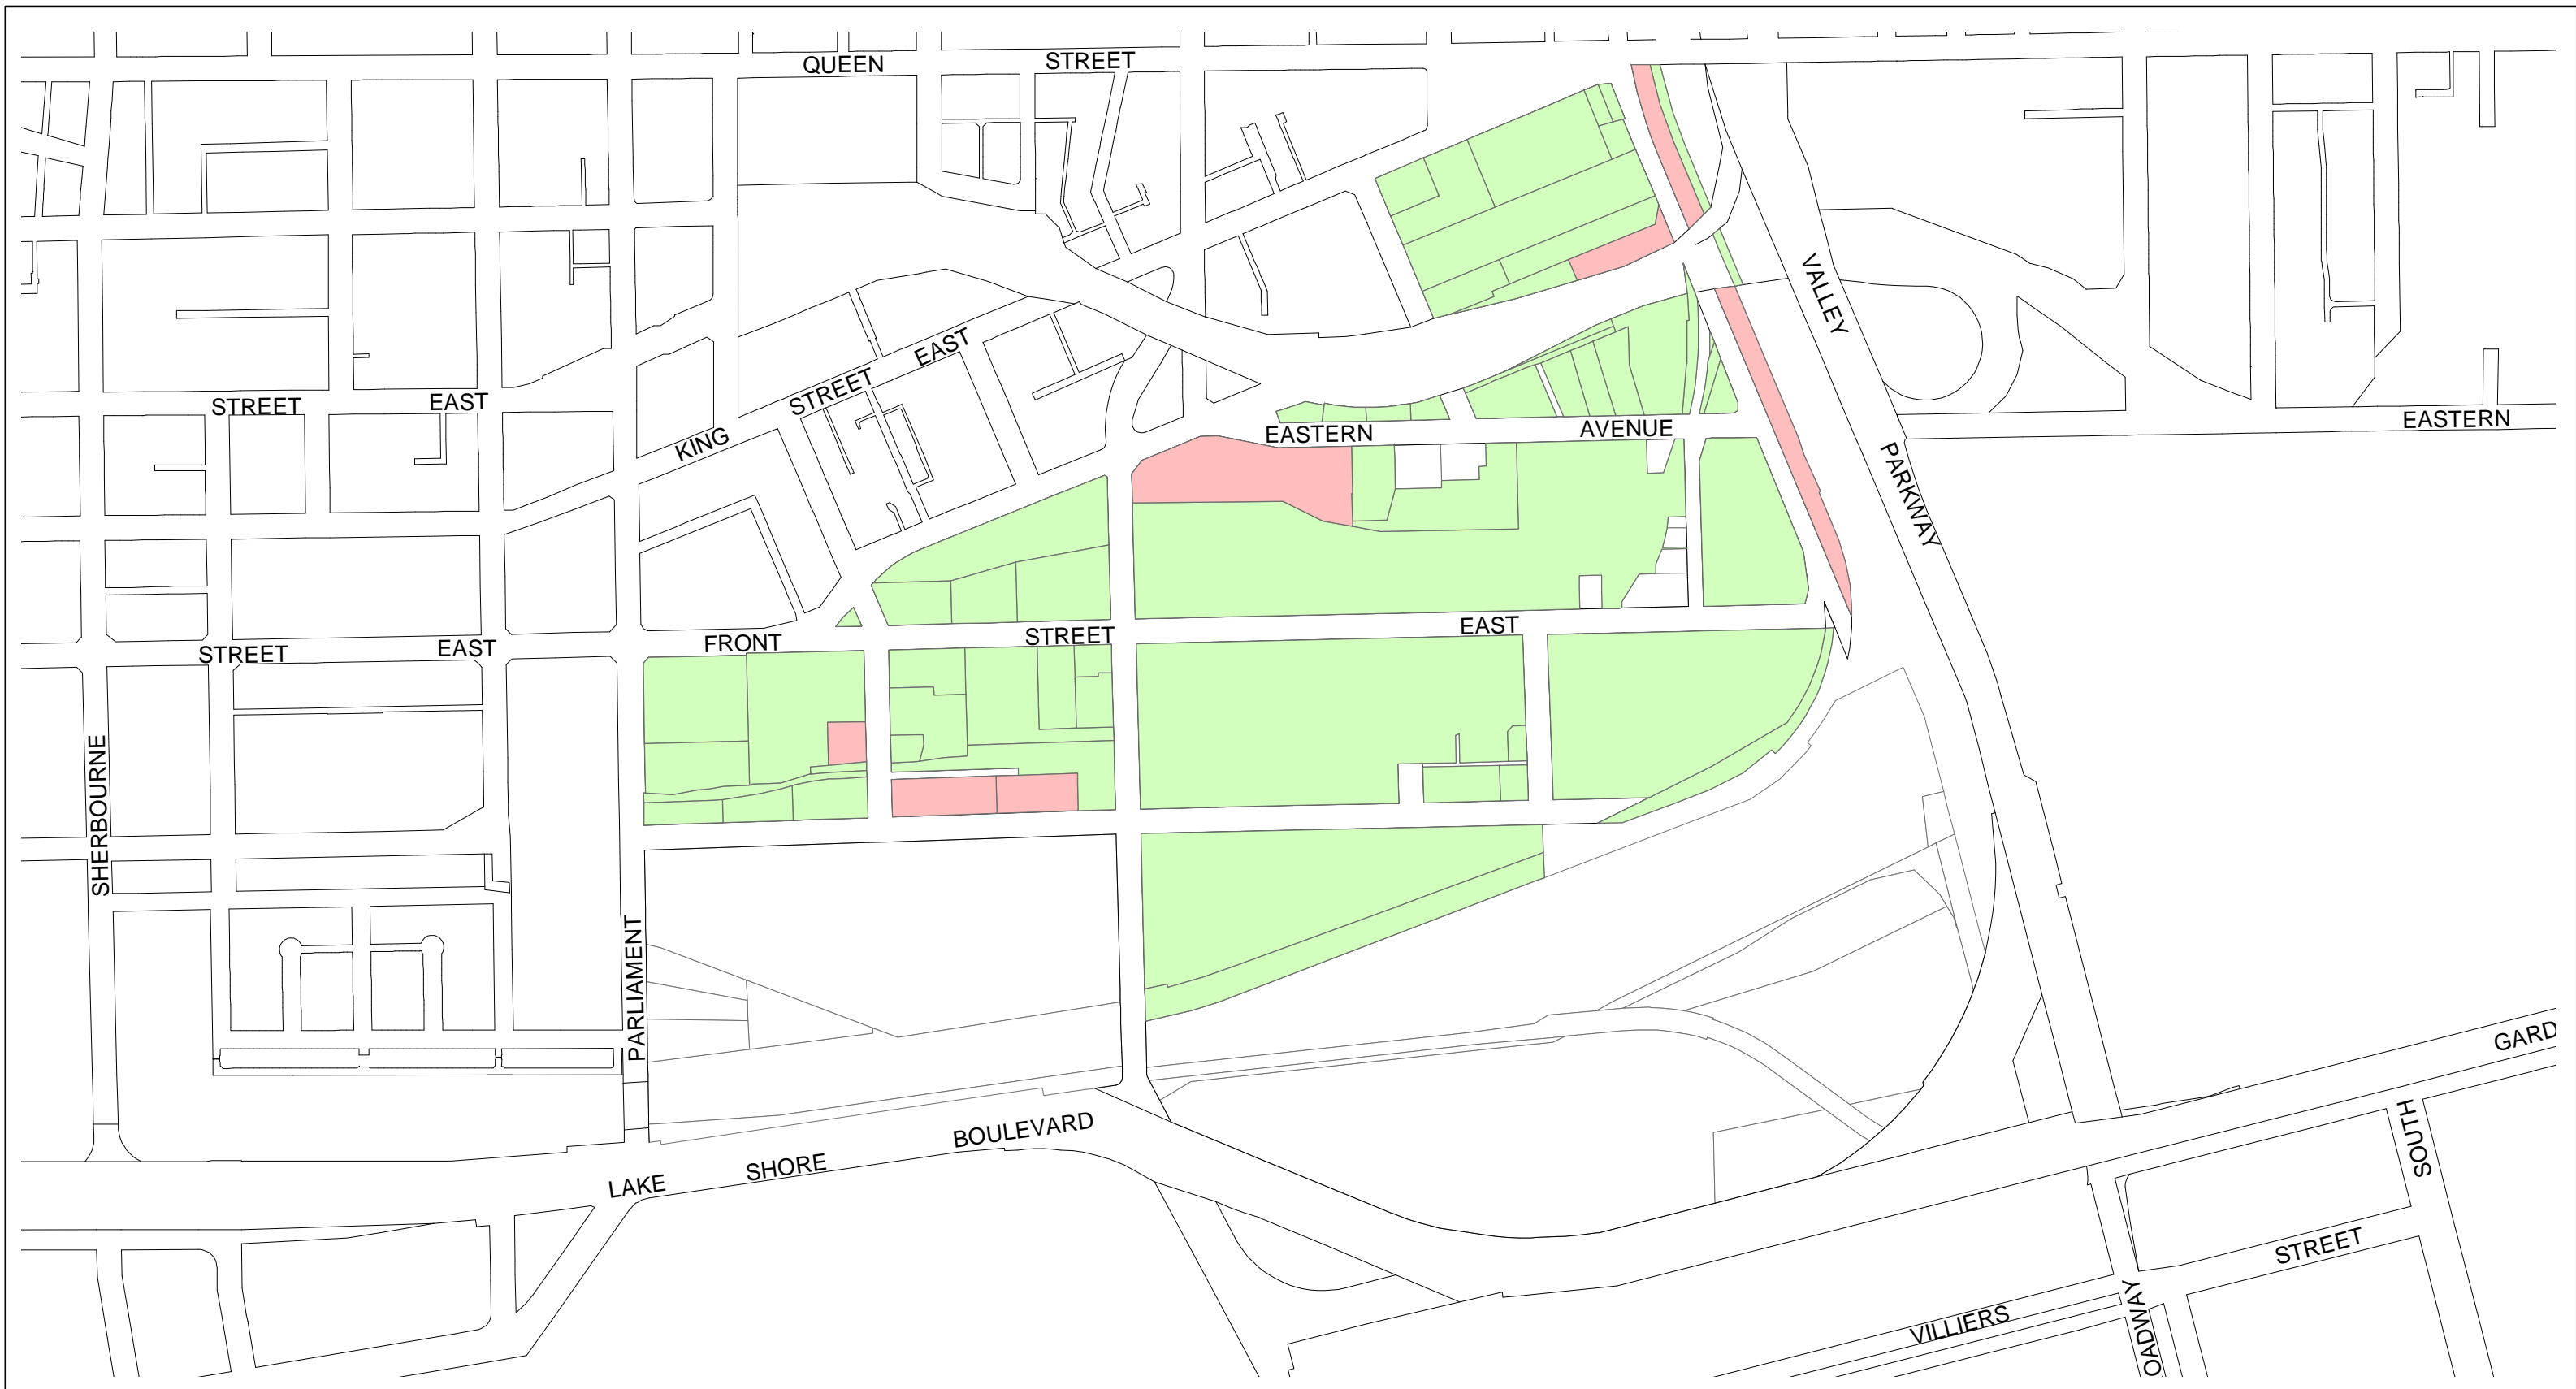 QUEEN STREET
VALLEY
EAST
STREET
STREET EAST
KING
EASTERN AVENUE
EASTERN
PARKWAY
FRONT STREET EAST
STREET EAST
SHERBOURNE
PARLIAMENT
GARD
BOULEVARD
SHORE
LAKE
SOUTH
STREET
VILLIERS
OADWAY